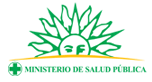 MINISTERIO DE SALUD PÚBLICA